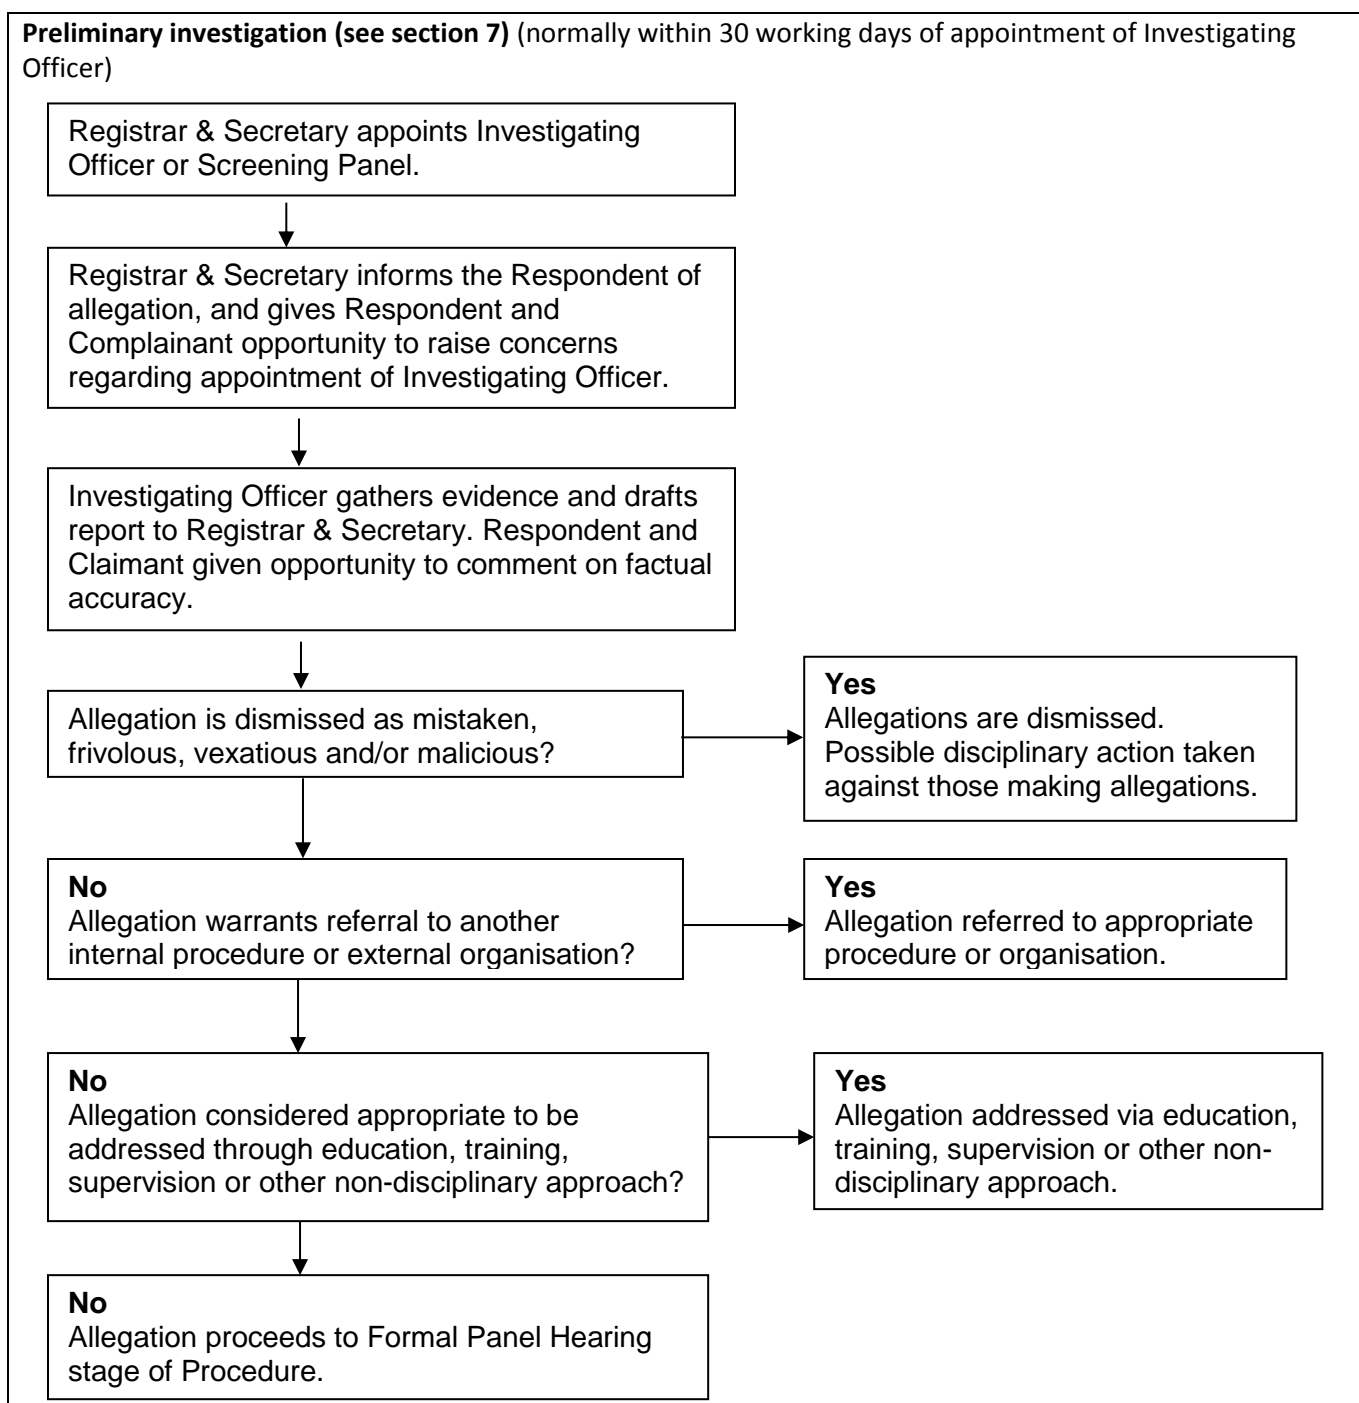 Preliminary investigation (see section 7) (normally within 30 working days of appointment of Investigating
Officer)
Registrar & Secretary appoints Investigating
Officer or Screening Panel.
Registrar & Secretary informs the Respondent of
allegation, and gives Respondent and
Complainant opportunity to raise concerns
regarding appointment of Investigating Officer.
Investigating Officer gathers evidence and drafts
report to Registrar & Secretary. Respondent and
Claimant given opportunity to comment on factual
accuracy.
Allegation is dismissed as mistaken,
frivolous, vexatious and/or malicious?
Yes
Allegations are dismissed.
Possible disciplinary action taken
against those making allegations.
No
Allegation warrants referral to another
internal procedure or external organisation?
Yes
Allegation referred to appropriate
procedure or organisation.
No
Allegation considered appropriate to be
addressed through education, training,
supervision or other non-disciplinary approach?
Yes
Allegation addressed via education,
training, supervision or other non-
disciplinary approach.
No
Allegation proceeds to Formal Panel Hearing
stage of Procedure.